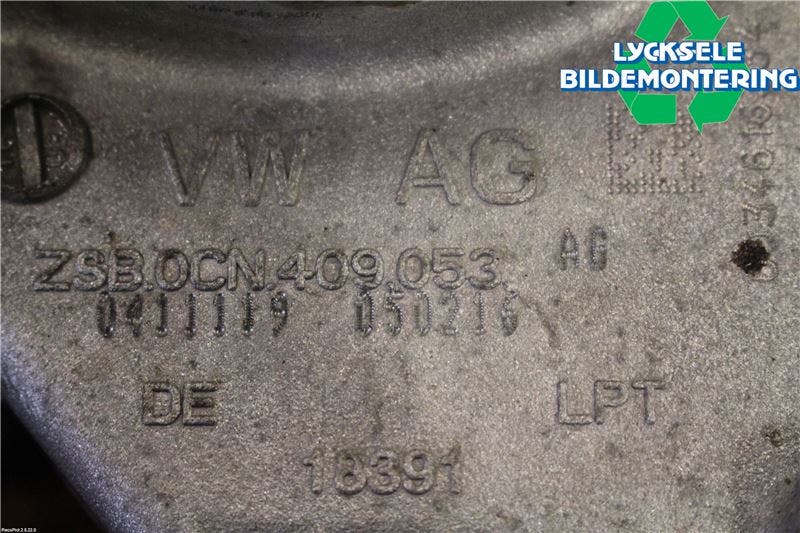 LYCKSELE
BILDEMONTERING
VW AG
ZSB.0CN.409.053. AG
0411119 050216
DE LPT
18391